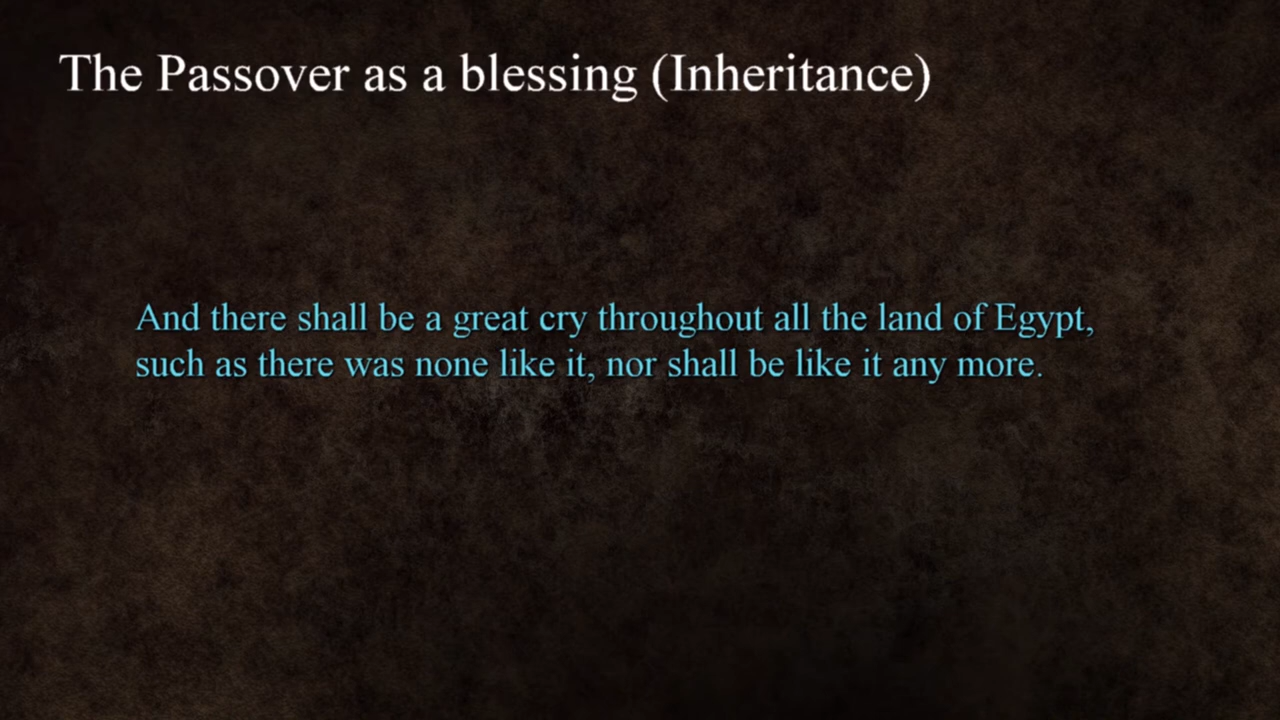 The Passover as a blessing (Inheritance)
And there shall be a great cry throughout all the land of Egypt,
such as there was none like it, nor shall be like it any more.